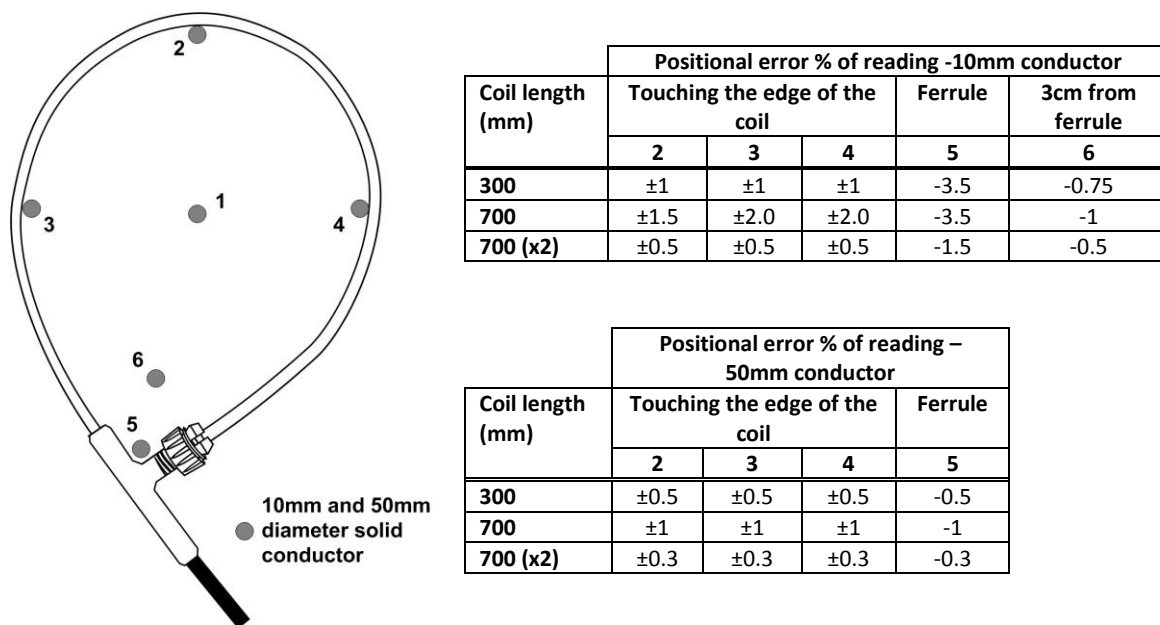 2
1
3
4
6
5
10mm and 50mm
diameter solid
conductor
Positional error % of reading -10mm conductor
Coil length Touching the edge of the Ferrule 3cm from
(mm) coil ferrule
2 3 4 5 6
300 ±1 ±1 ±1 -3.5 -0.75
700 ±1.5 ±2.0 ±2.0 -3.5 -1
700 (x2) ±0.5 ±0.5 ±0.5 -1.5 -0.5
Positional error % of reading –
50mm conductor
Coil length Touching the edge of the Ferrule
(mm) coil
2 3 4 5
300 ±0.5 ±0.5 ±0.5 -0.5
700 ±1 ±1 ±1 -1
700 (x2) ±0.3 ±0.3 ±0.3 -0.3